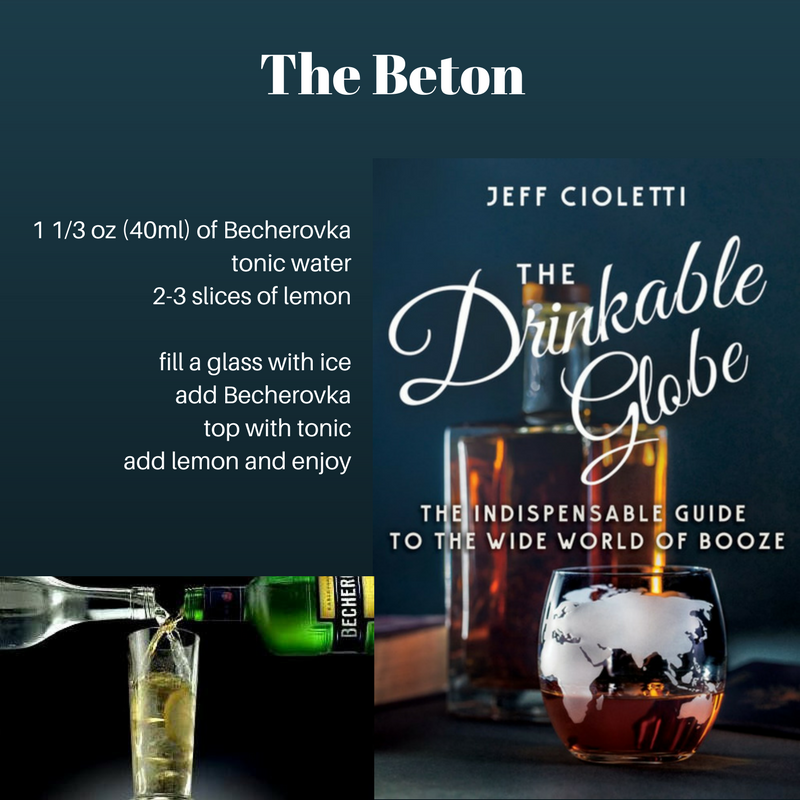 The Beton
1 1/3 oz (40ml) of Becherovka
tonic water
2-3 slices of lemon
fill a glass with ice
add Becherovka
top with tonic
add lemon and enjoy
JEFF CIOLETTI
THE
Drinkable
Globe
THE INDISPENSABLE GUIDE
TO THE WIDE WORLD OF BOOZE